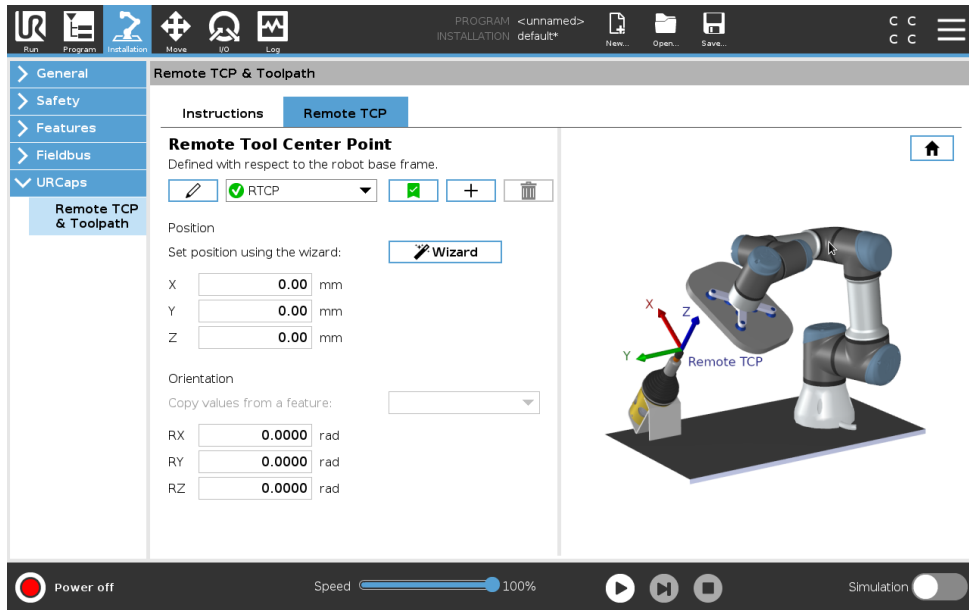 PROGRAM <unnamed>
INSTALLATION default*
UR
Run
Program
Installation
Move
I/O
Log
New...
Open...
Save...
C C
C C
General
Safety
Features
Fieldbus
URCaps
Remote TCP
& Toolpath
Remote TCP & Toolpath
Instructions
Remote TCP
Remote Tool Center Point
Defined with respect to the robot base frame.
RTCP
Position
Set position using the wizard:
Wizard
X 0.00 mm
Y 0.00 mm
Z 0.00 mm
Orientation
Copy values from a feature:
RX 0.0000 rad
RY 0.0000 rad
RZ 0.0000 rad
X
Z
Y
Remote TCP
Power off
Speed
100%
Simulation